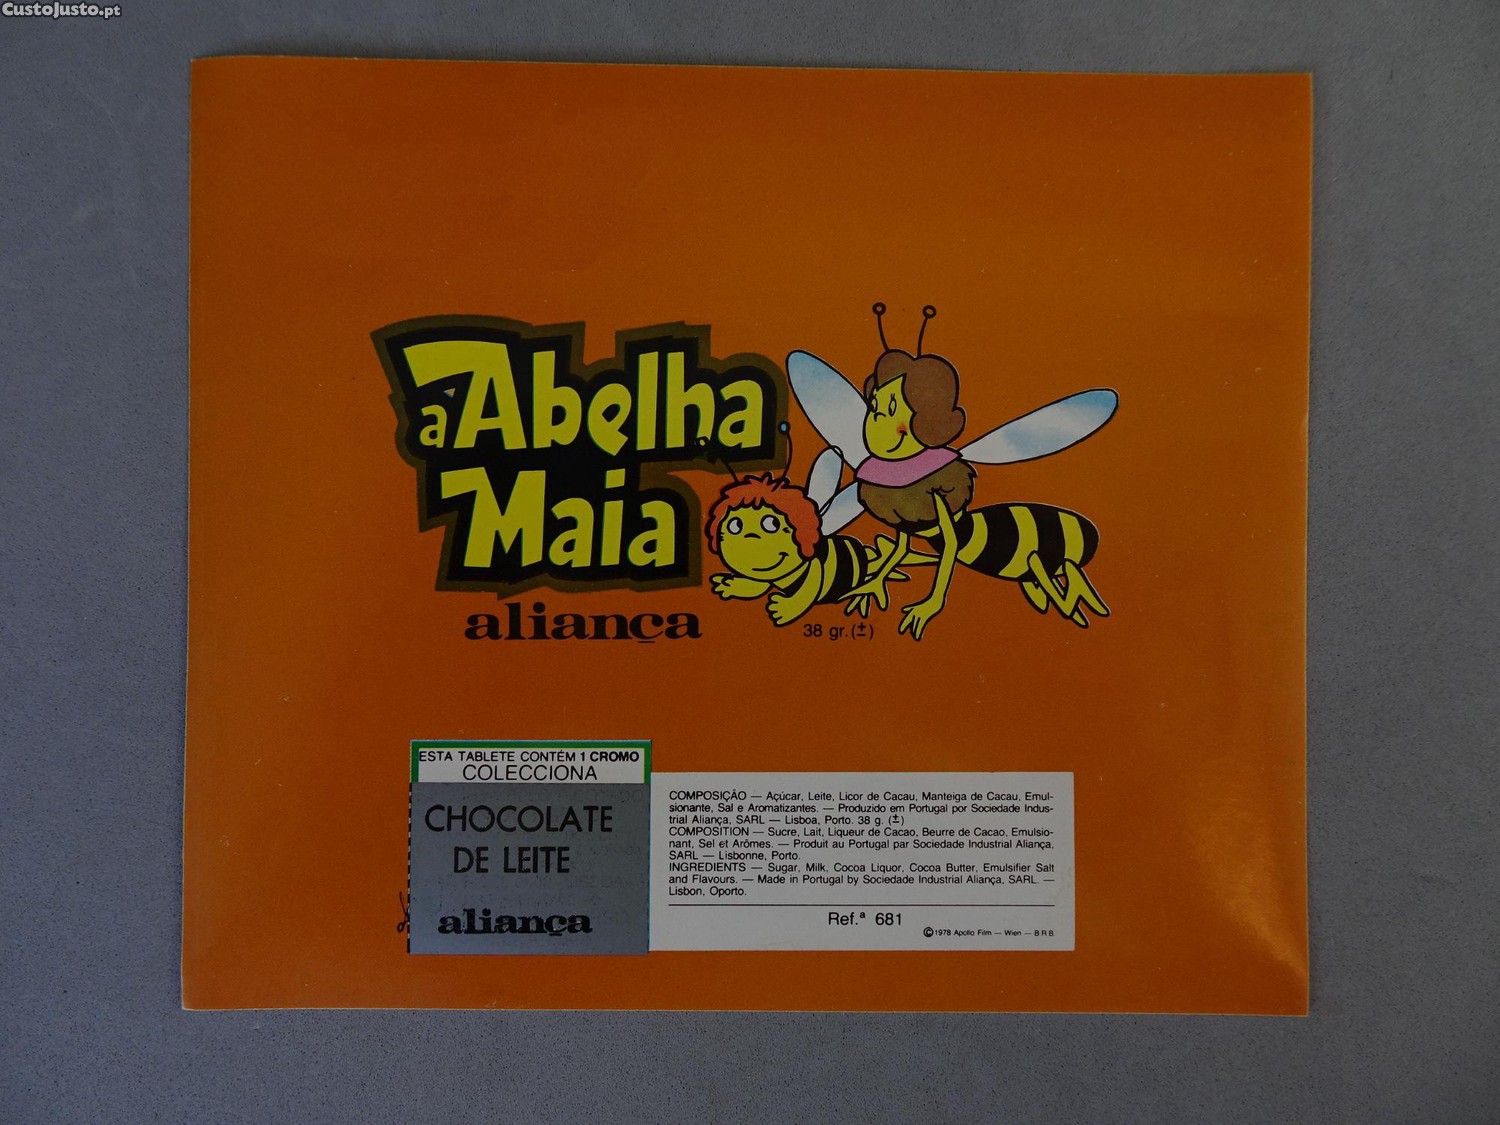 CustoJusto.pt
a Abelha
Maia
aliança
38 gr.(±)
ESTA TABLETE CONTÉM 1 CROMO
COLECCIONA
CHOCOLATE
DE LEITE
aliança
COMPOSIÇÃO — Açúcar, Leite, Licor de Cacau, Manteiga de Cacau, Emul-
sionante, Sal e Aromatizantes. — Produzido em Portugal por Sociedade Indus-
trial Aliança, SARL — Lisboa, Porto. 38 g. (±)
COMPOSITION — Sucre, Lait, Liqueur de Cacao, Beurre de Cacao, Emulsio-
nant, Sel et Arômes. — Produit au Portugal par Sociedade Industrial Aliança,
SARL — Lisbonne, Porto.
INGREDIENTS — Sugar, Milk, Cocoa Liquor, Cocoa Butter, Emulsifier Salt
and Flavours. — Made in Portugal by Sociedade Industrial Aliança, SARL. —
Lisbon, Oporto.
Ref.ª 681
©1978 Apollo Film — Wien — B.R.B.